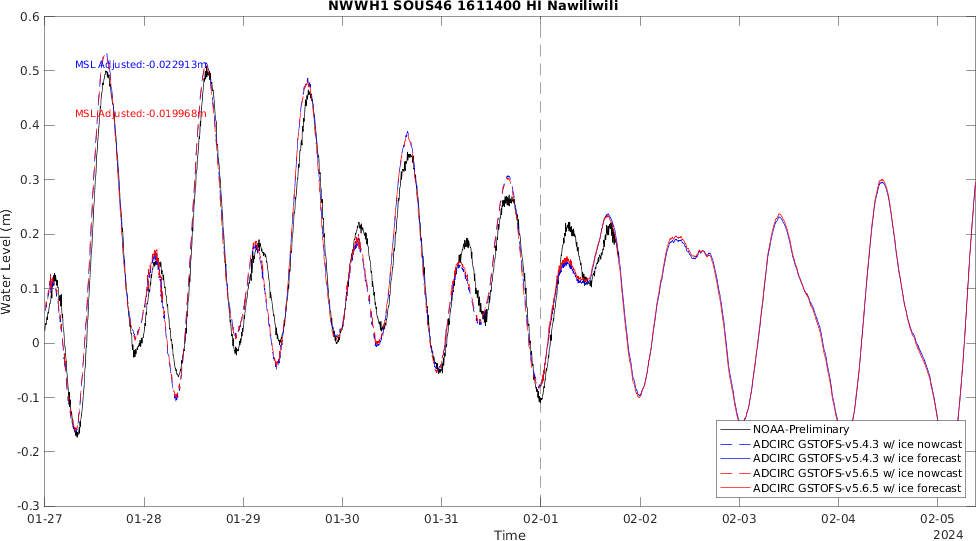 NWWH1 SOUS46 1611400 HI Nawiliwili
0.6
0.5
0.4
0.3
0.2
0.1
0
-0.1
-0.2
-0.3
Water Level (m)
MSL Adjusted:-0.022913m
MSL Adjusted:-0.019968m
NOAA-Preliminary
ADCIRC GSTOFS-v5.4.3 w/ ice nowcast
ADCIRC GSTOFS-v5.4.3 w/ ice forecast
ADCIRC GSTOFS-v5.6.5 w/ ice nowcast
ADCIRC GSTOFS-v5.6.5 w/ ice forecast
01-27 01-28 01-29 01-30 01-31 02-01 02-02 02-03 02-04 02-05
Time
2024